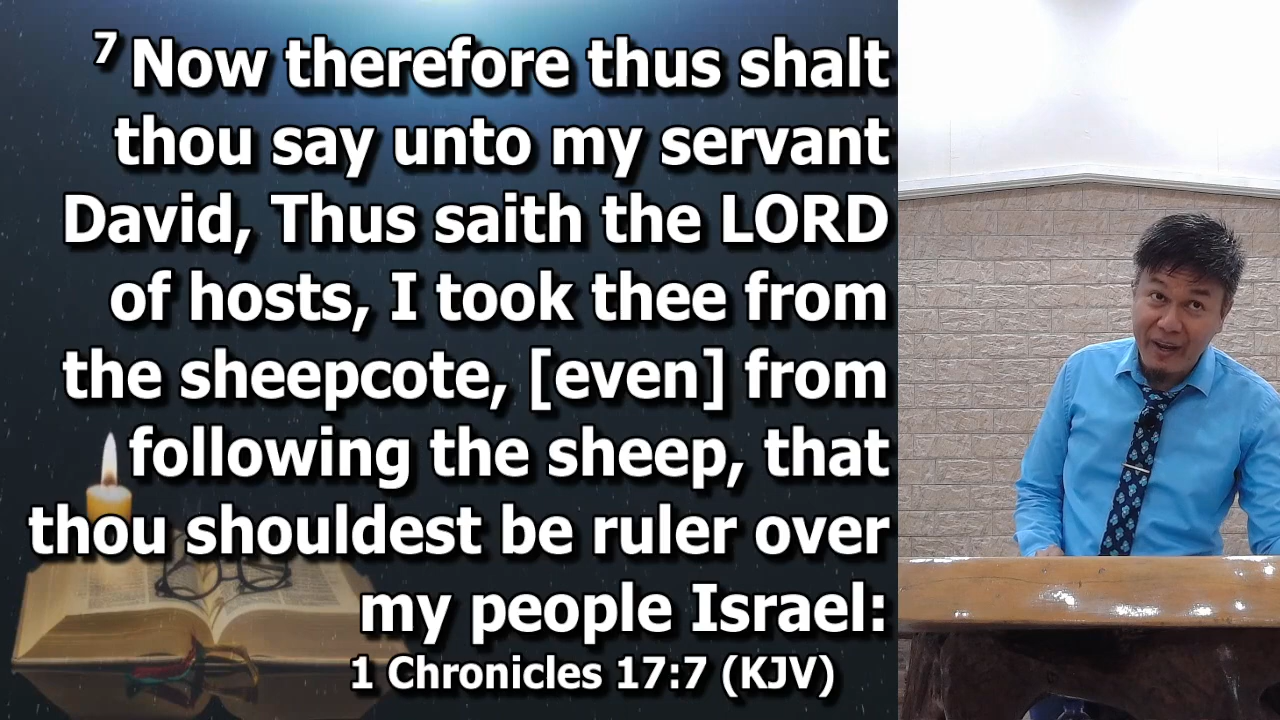 7 Now therefore thus shalt
thou say unto my servant
David, Thus saith the LORD
of hosts, I took thee from
the sheepcote, [even] from
following the sheep, that
thou shouldest be ruler over
my people Israel:
1 Chronicles 17:7 (KJV)